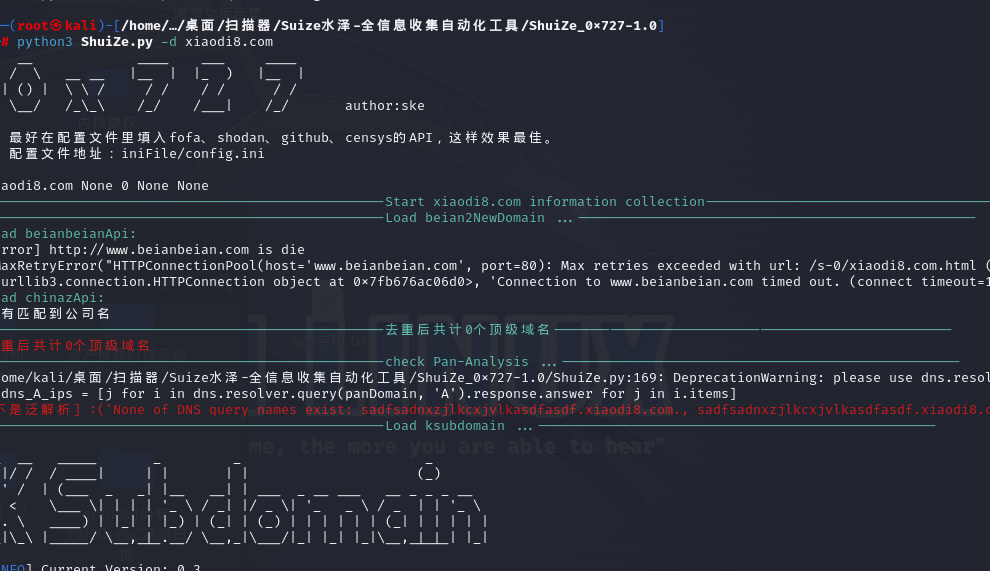 ─(root㉿kali)-[/home/…/桌面/扫描器/Suize水泽-全信息收集自动化工具/ShuiZe_0×727-1.0]
# python3 ShuiZe.py -d xiaodi8.com
author:ske
最好在配置文件里填入fofa、shodan、github、censys的API，这样效果最佳。
配置文件地址：iniFile/config.ini
aodi8.com None 0 None None
Start xiaodi8.com information collection
Load beian2NewDomain ...
ad beianbeianApi:
rror] http://www.beianbeian.com is die
axRetryError("HTTPConnectionPool(host='www.beianbeian.com', port=80): Max retries exceeded with url: /s-0/xiaodi8.com.html (
urllib3.connection.HTTPConnection object at 0×7fb676ac06d0>, 'Connection to www.beianbeian.com timed out. (connect timeout=1
ad chinazApi:
有匹配到公司名
去重后共计0个顶级域名
重后共计0个顶级域名
check Pan-Analysis ...
ome/kali/桌面/扫描器/Suize水泽-全信息收集自动化工具/ShuiZe_0×727-1.0/ShuiZe.py:169: DeprecationWarning: please use dns.resol
dns_A_ips = [j for i in dns.resolver.query(panDomain, 'A').response.answer for j in i.items]
不是泛解析] :('None of DNS query names exist: sadfsadnxzjlkcxjvlkasdfasdf.xiaodi8.com., sadfsadnxzjlkcxjvlkasdfasdf.xiaodi8.c
Load ksubdomain ...
me, the more you are able to hear"
NFO] Current Version: 0.3